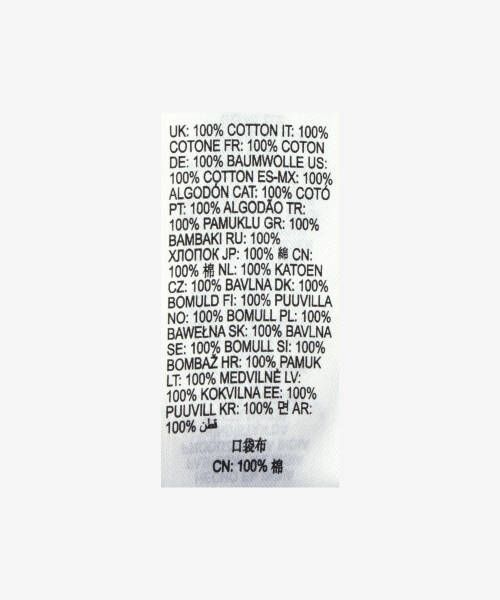 UK: 100% COTTON IT: 100%
COTONE FR: 100% COTON
DE: 100% BAUMWOLLE US:
100% COTTON ES-MX: 100%
ALGODÓN CAT: 100% COTÓ
PT: 100% ALGODÃO TR:
100% PAMUKLU GR: 100%
BAMBAKI RU: 100%
ХЛОПОК JP: 100% 綿 CN:
100% 棉 NL: 100% KATOEN
CZ: 100% BAVLNA DK: 100%
BOMULD FI: 100% PUUVILLA
NO: 100% BOMULL PL: 100%
BAWEŁNA SK: 100% BAVLNA
SE: 100% BOMULL SI: 100%
BOMBAŽ HR: 100% PAMUK
LT: 100% MEDVILNĖ LV:
100% KOKVILNA EE: 100%
PUUVILL KR: 100% 면 AR:
100% قطن
口袋布
CN: 100% 棉